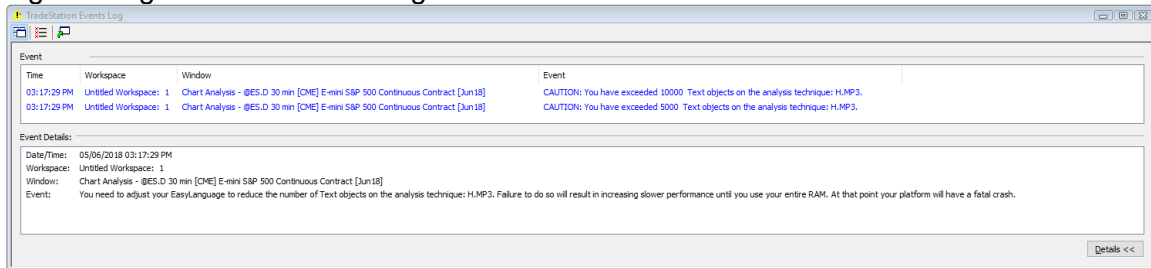 TradeStation Events Log
Event
Time Workspace Window Event
03:17:29 PM Untitled Workspace: 1 Chart Analysis - @ES.D 30 min [CME] E-mini S&P 500 Continuous Contract [Jun18] CAUTION: You have exceeded 10000 Text objects on the analysis technique: H.MP3.
03:17:29 PM Untitled Workspace: 1 Chart Analysis - @ES.D 30 min [CME] E-mini S&P 500 Continuous Contract [Jun18] CAUTION: You have exceeded 5000 Text objects on the analysis technique: H.MP3.
Event Details:
Date/Time: 05/06/2018 03:17:29 PM
Workspace: Untitled Workspace: 1
Window: Chart Analysis - @ES.D 30 min [CME] E-mini S&P 500 Continuous Contract [Jun18]
Event: You need to adjust your EasyLanguage to reduce the number of Text objects on the analysis technique: H.MP3. Failure to do so will result in increasing slower performance until you use your entire RAM. At that point your platform will have a fatal crash.
Details <<